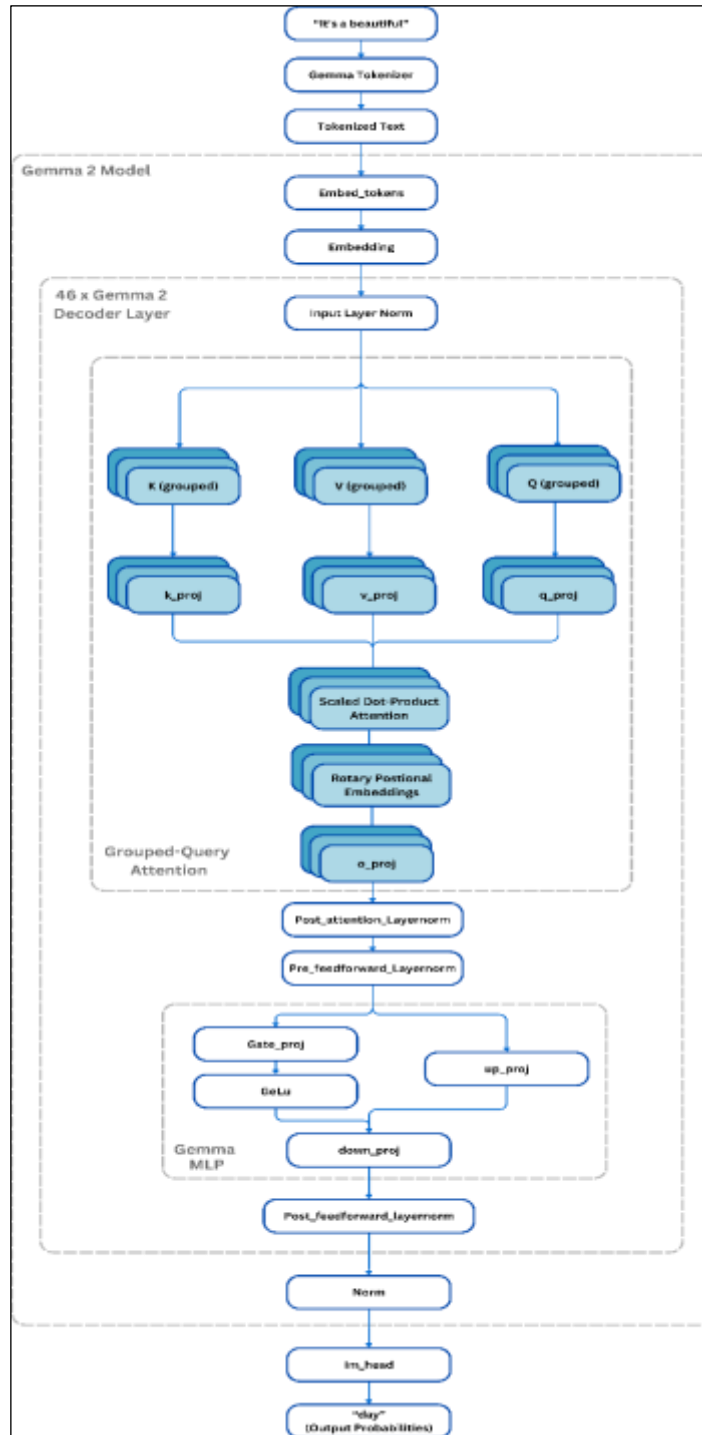 "It's a beautiful"
Gemma Tokenizer
Tokenized Text
Gemma 2 Model
Embed_tokens
Embedding
46 x Gemma 2
Decoder Layer
Input Layer Norm
K (grouped)
V (grouped)
Q (grouped)
k_proj
v_proj
q_proj
Scaled Dot-Product
Attention
Rotary Postional
Embeddings
Grouped-Query
Attention
o_proj
Post_attention_Layernorm
Pre_feedforward_Layernorm
Gate_proj
up_proj
GeLu
Gemma
MLP
down_proj
Post_feedforward_layernorm
Norm
lm_head
"day"
(Output Probabilities)